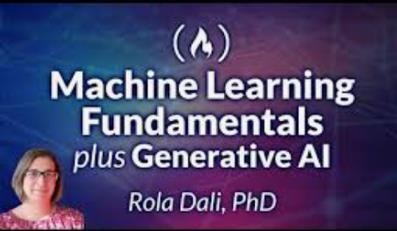 Machine Learning
Fundamentals
plus Generative AI
Rola Dali, PhD